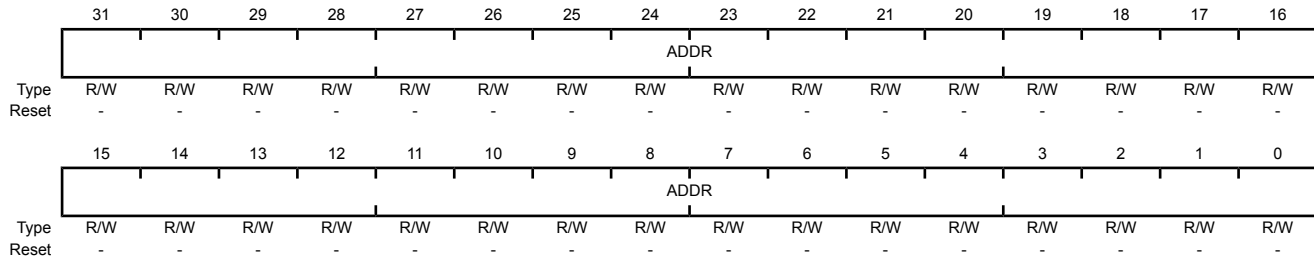 31 30 29 28 27 26 25 24 23 22 21 20 19 18 17 16
ADDR
Type R/W R/W R/W R/W R/W R/W R/W R/W R/W R/W R/W R/W R/W R/W R/W R/W
Reset - - - - - - - - - - - - - - - -
15 14 13 12 11 10 9 8 7 6 5 4 3 2 1 0
ADDR
Type R/W R/W R/W R/W R/W R/W R/W R/W R/W R/W R/W R/W R/W R/W R/W R/W
Reset - - - - - - - - - - - - - - - -